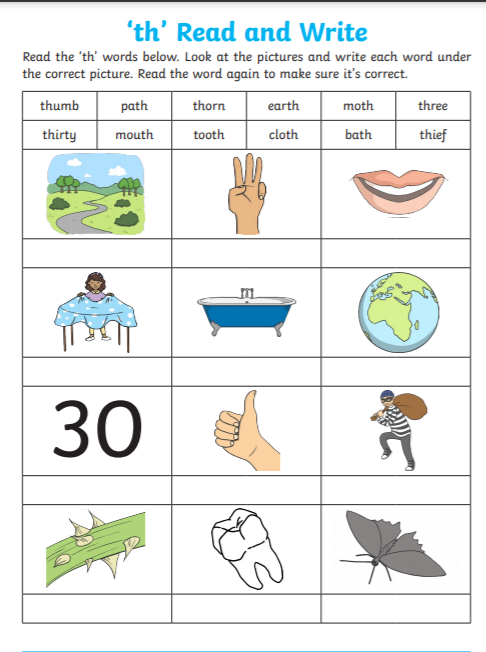 ‘th’ Read and Write
Read the ‘th’ words below. Look at the pictures and write each word under
the correct picture. Read the word again to make sure it’s correct.
thumb path thorn earth moth three
thirty mouth tooth cloth bath thief
30